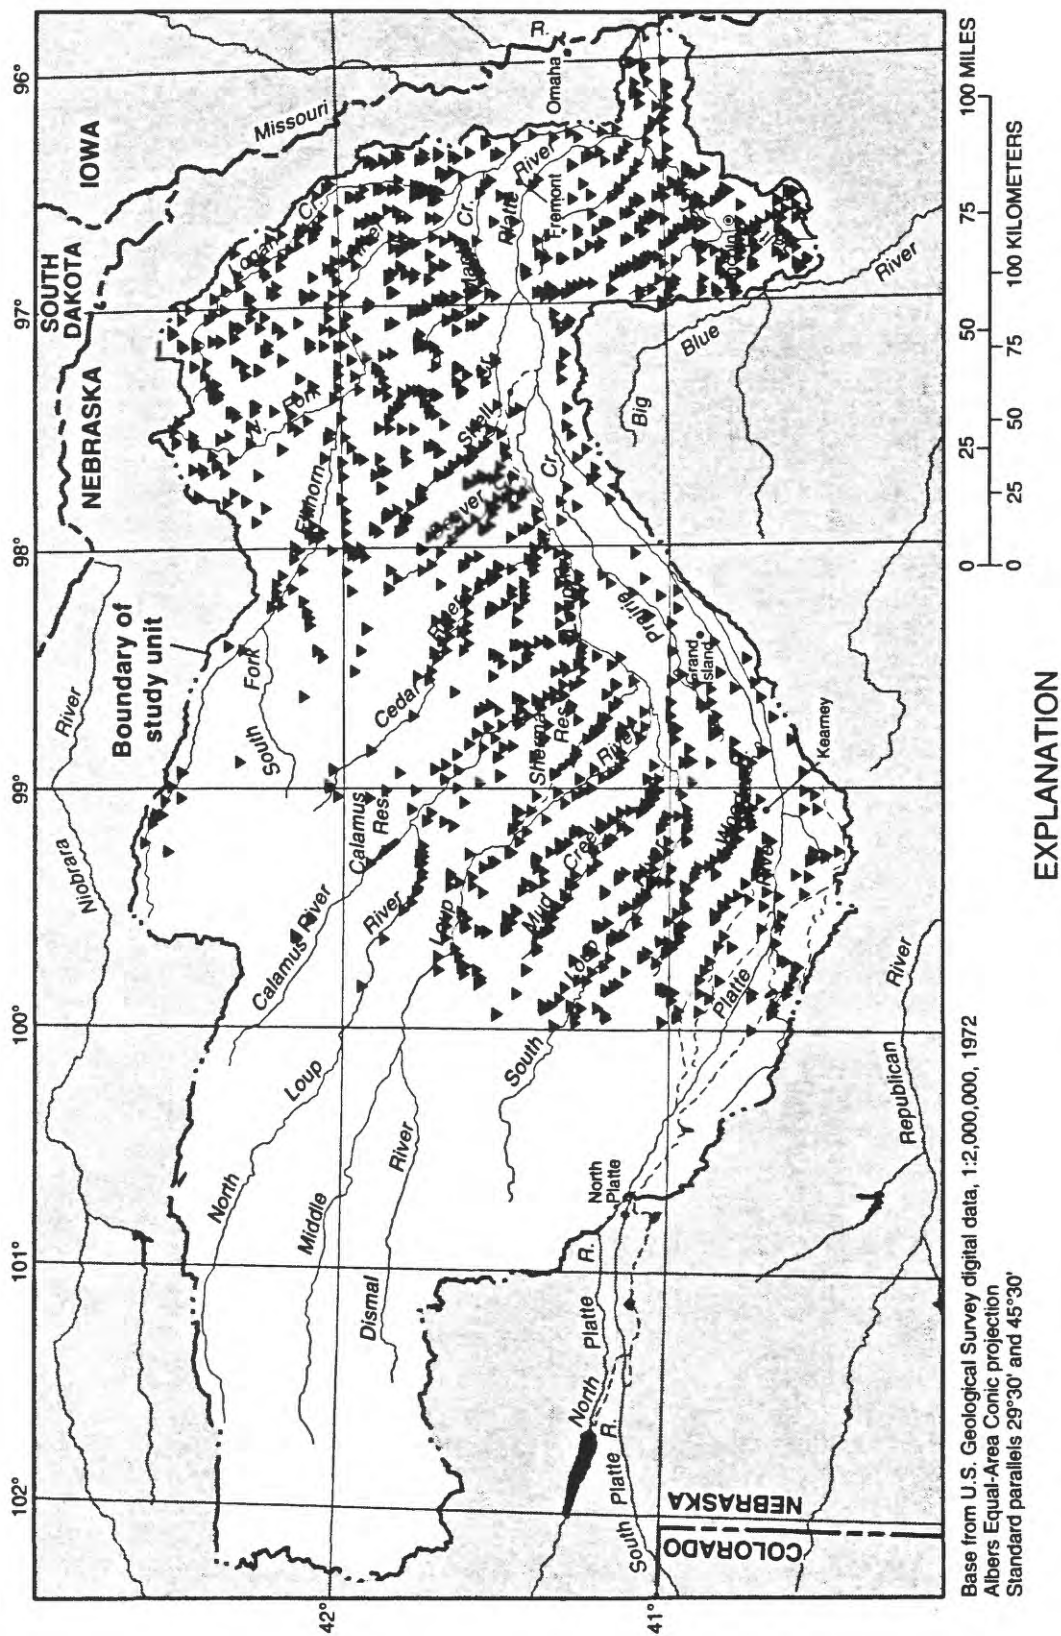 102°
101°
100°
99°
98°
97°
96°
42°
41°
SOUTH
DAKOTA
IOWA
NEBRASKA
Missouri
R.
Niobrara
River
Boundary of
study unit
Elkhorn
South
Fork
N. Fork
Logan
Cr.
Maple
Cr.
Platte
River
Omaha
Fremont
Shell
Cr.
Beaver
Cedar
River
Calamus
Res.
Calamus River
North
Loup
River
Middle
Loup
Dismal
River
Sherman
Res.
River
Mud
Creek
South
Loup
River
Prairie
Cr.
Grand
Island
Wood
R.
Kearney
Platte
River
Big
Blue
River
North
Platte
North
Platte
R.
South
Platte
R.
Republican
River
COLORADO
NEBRASKA
Base from U.S. Geological Survey digital data, 1:2,000,000, 1972
Albers Equal-Area Conic projection
Standard parallels 29°30' and 45°30'
0 25 50 75 100 MILES
0 25 50 75 100 KILOMETERS
EXPLANATION